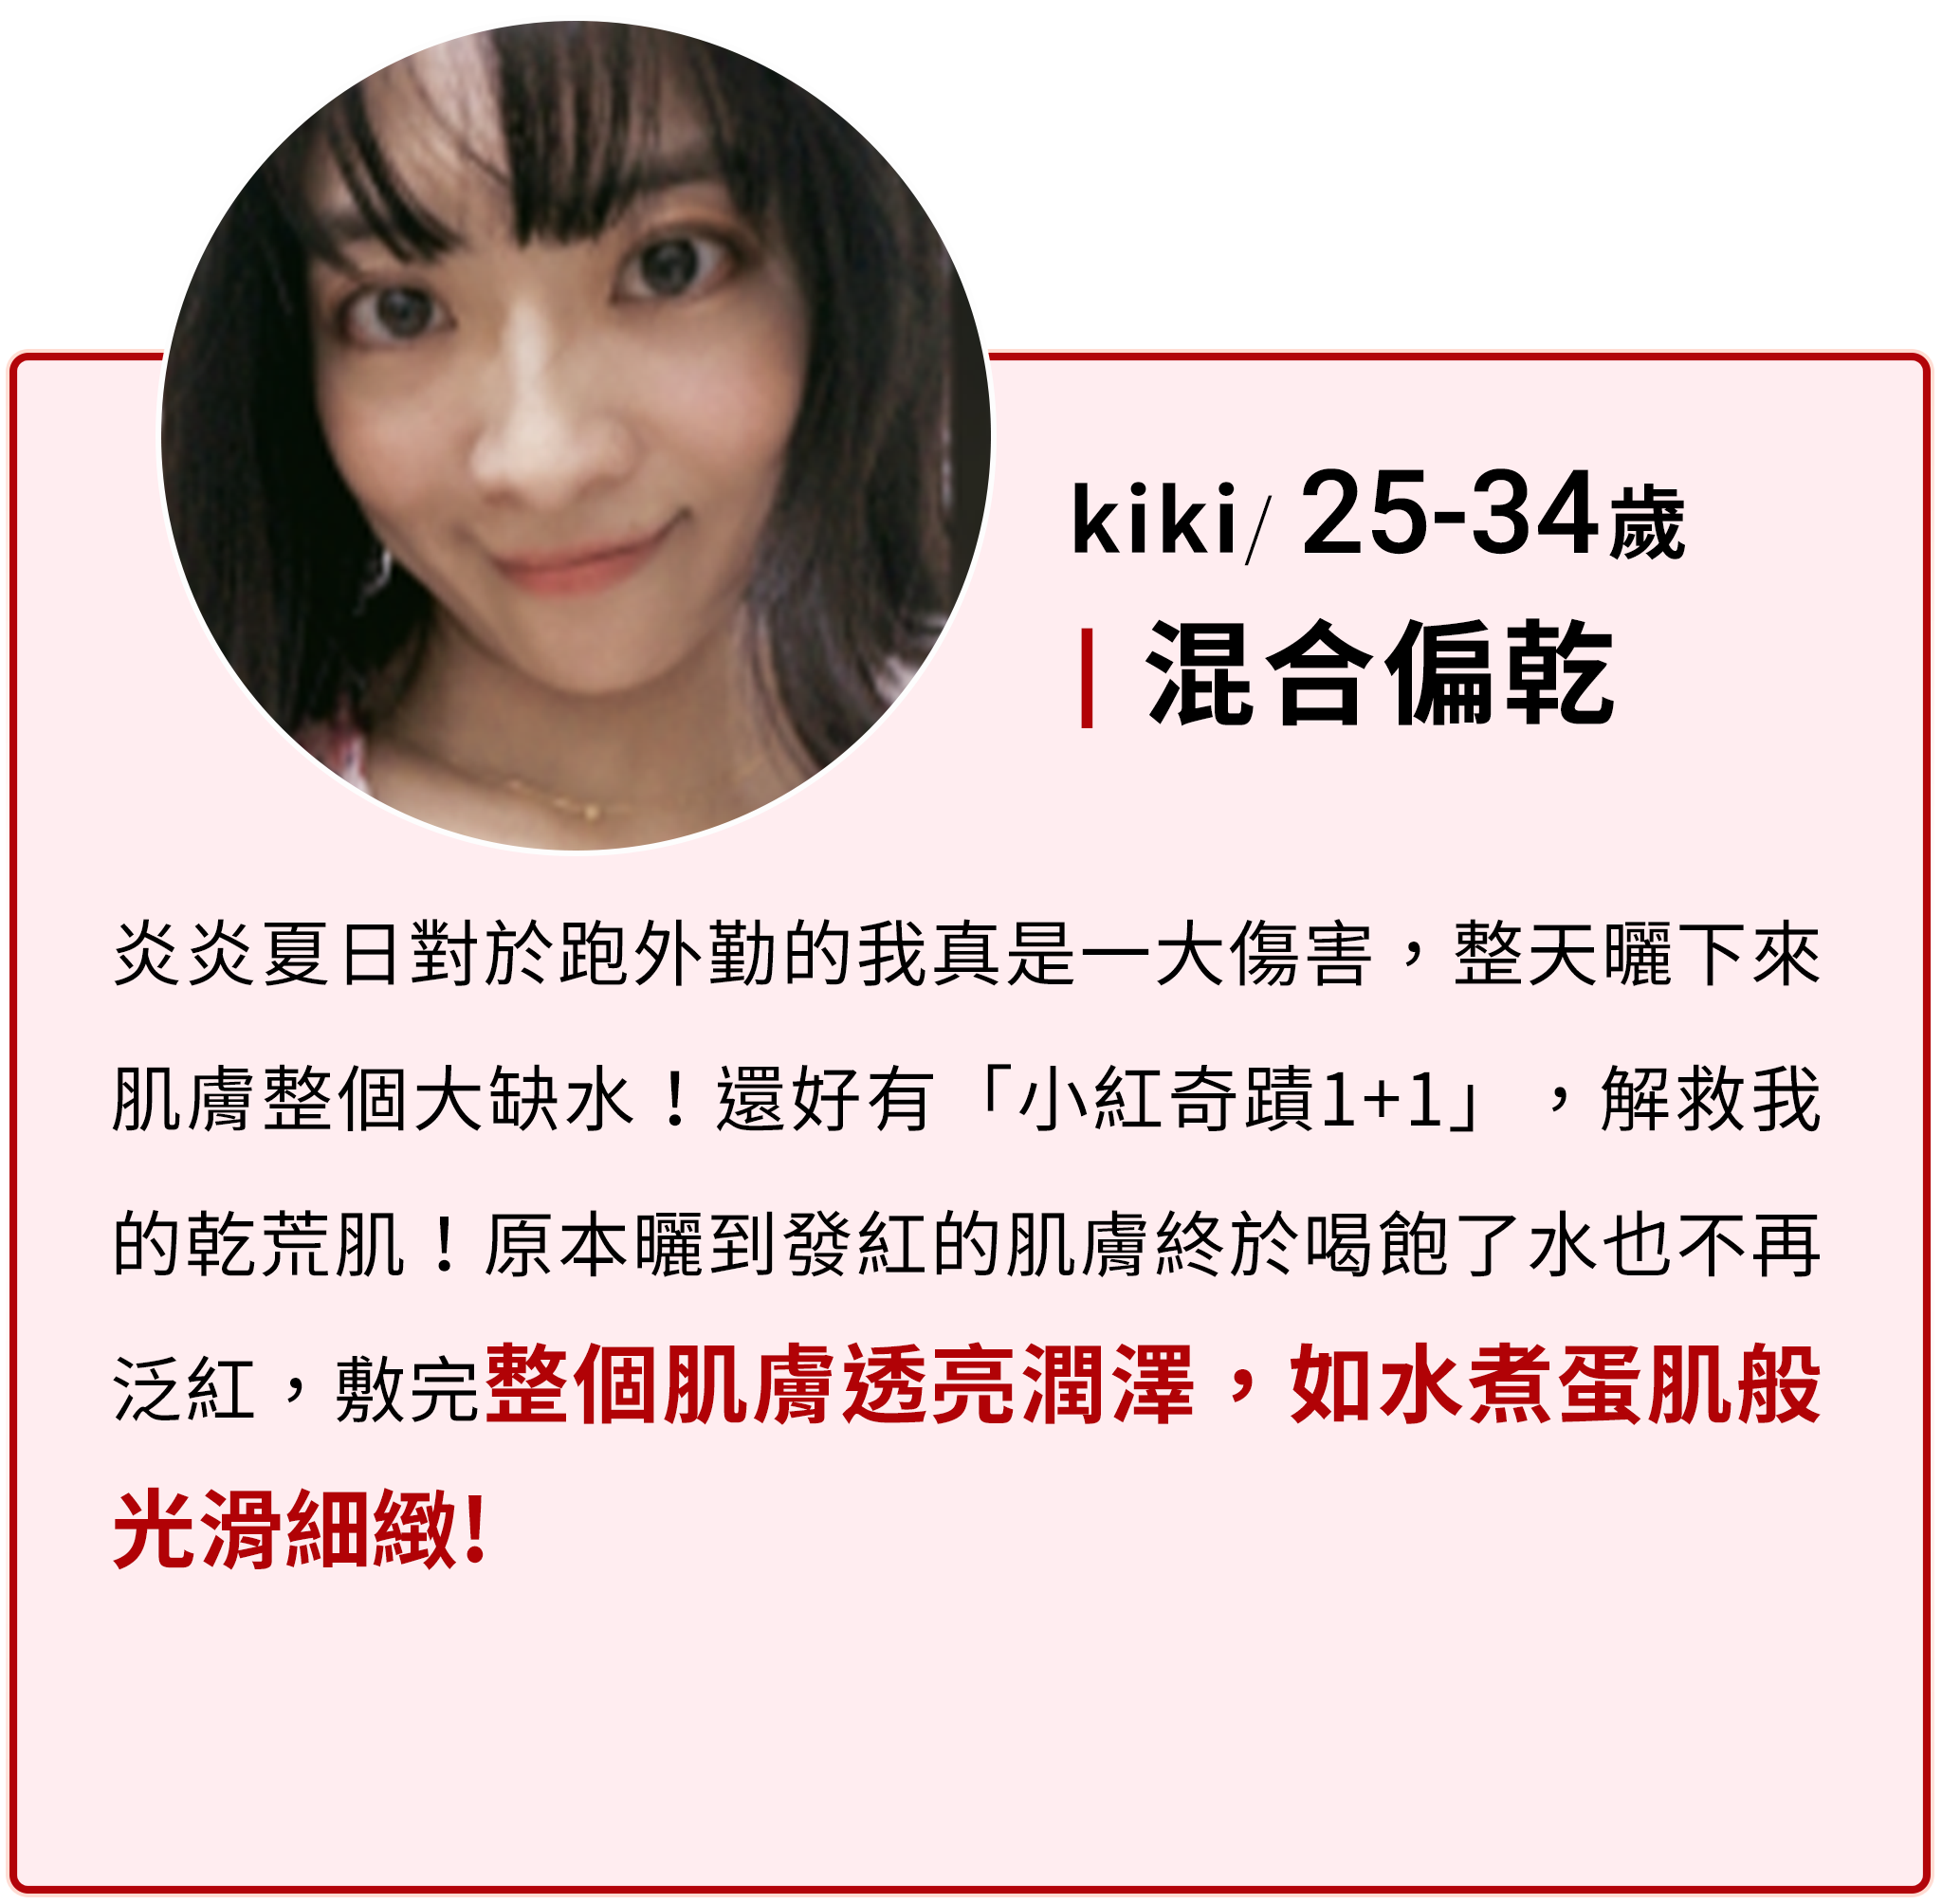 kiki/ 25-34歲
混合偏乾
炎炎夏日對於跑外勤的我真是一大傷害，整天曬下來
肌膚整個大缺水！還好有「小紅奇蹟1+1」，解救我
的乾荒肌！原本曬到發紅的肌膚終於喝飽了水也不再
泛紅，敷完整個肌膚透亮潤澤，如水煮蛋肌般
光滑細緻!